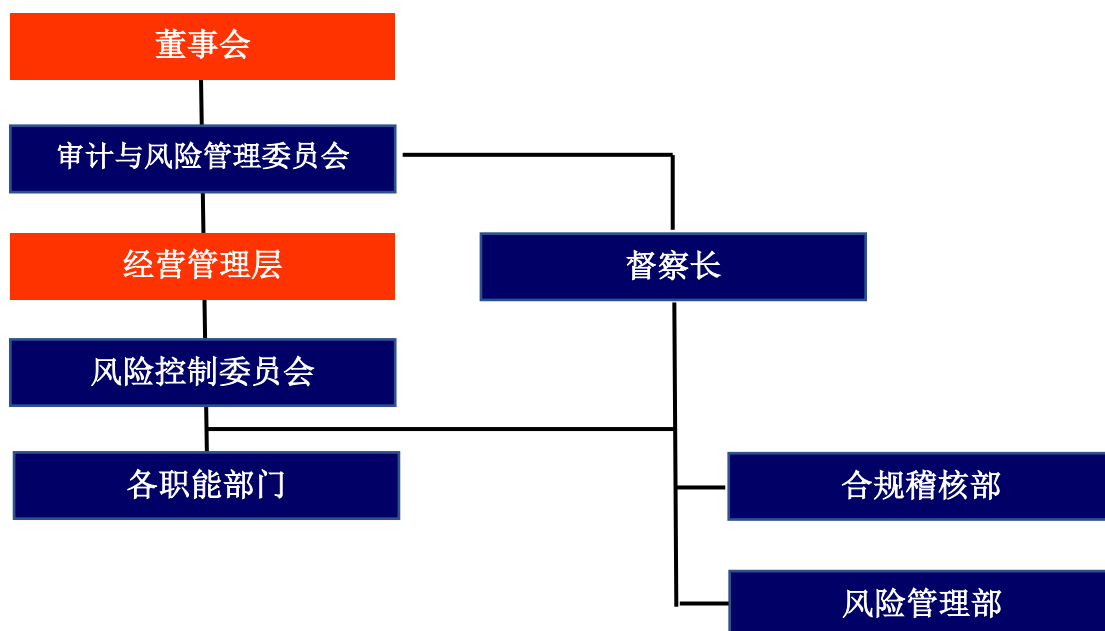 董事会
审计与风险管理委员会
经营管理层
督察长
风险控制委员会
各职能部门
合规稽核部
风险管理部